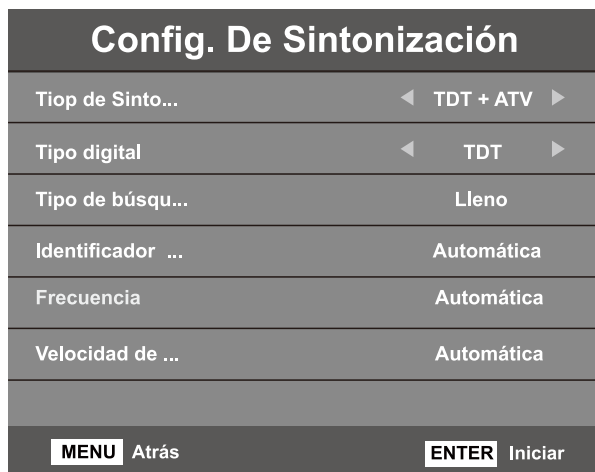 Config. De Sintonización
Tiop de Sinto... TDT + ATV
Tipo digital TDT
Tipo de búsqu... Lleno
Identificador ... Automática
Frecuencia Automática
Velocidad de ... Automática
MENU Atrás ENTER Iniciar